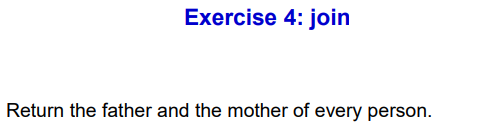 Exercise 4: join
Return the father and the mother of every person.